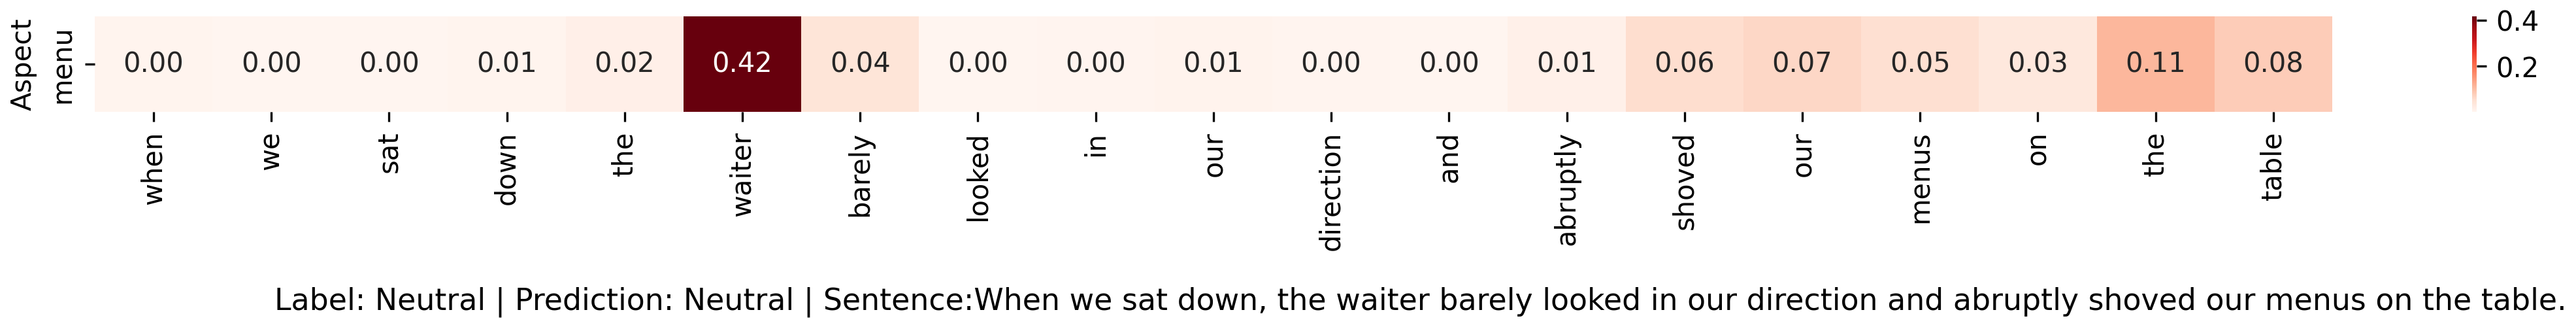 Aspect
menu
0.00 0.00 0.00 0.01 0.02 0.42 0.04 0.00 0.00 0.01 0.00 0.00 0.01 0.06 0.07 0.05 0.03 0.11 0.08
0.4
0.2
when we sat down the waiter barely looked in our direction and abruptly shoved our menus on the table
Label: Neutral | Prediction: Neutral | Sentence:When we sat down, the waiter barely looked in our direction and abruptly shoved our menus on the table.